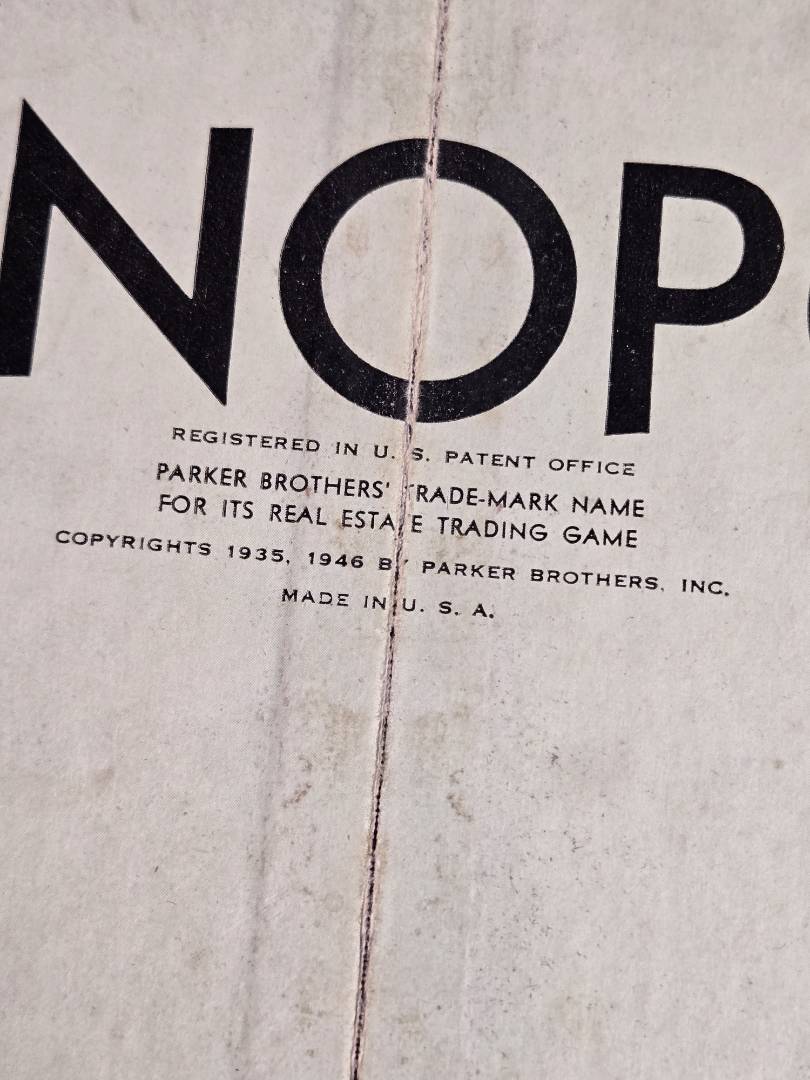 NOP
REGISTERED IN U. S. PATENT OFFICE
PARKER BROTHERS' TRADE-MARK NAME
FOR ITS REAL ESTATE TRADING GAME
COPYRIGHTS 1935, 1946 BY PARKER BROTHERS, INC.
MADE IN U. S. A.